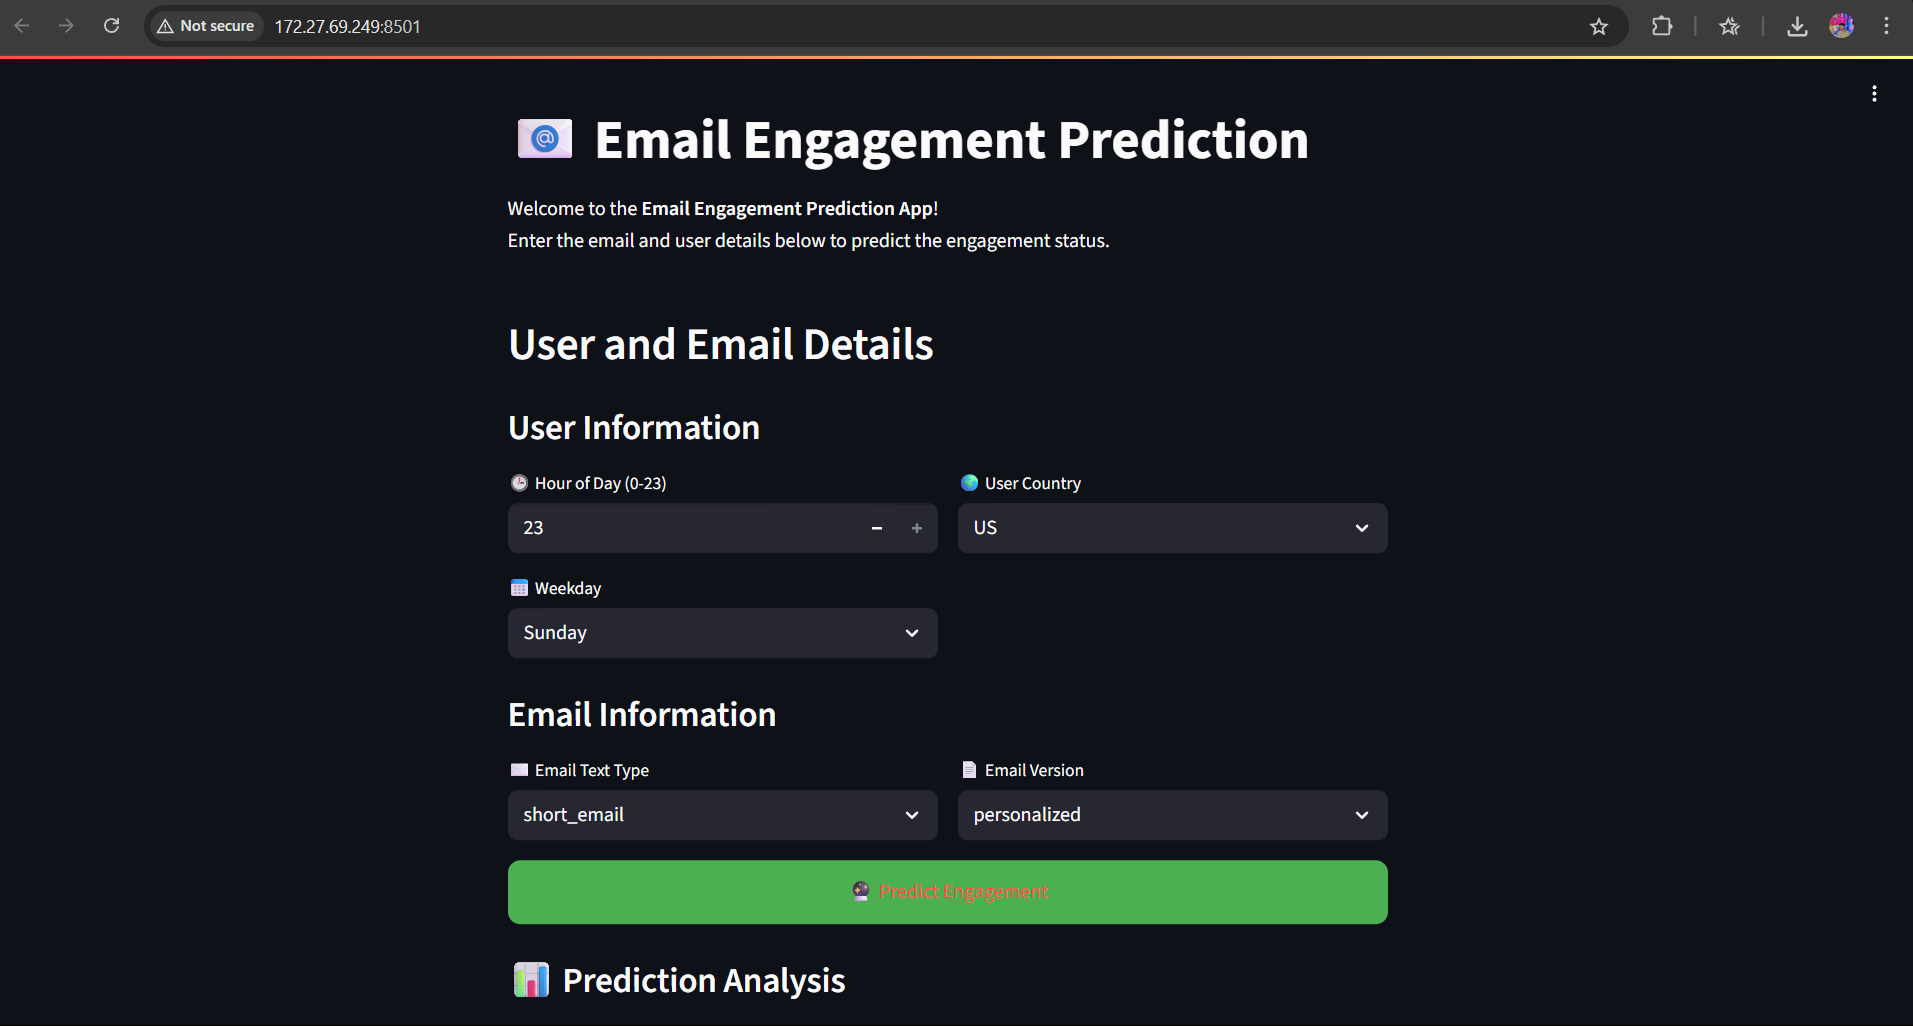 Not secure 172.27.69.249:8501
Email Engagement Prediction
Welcome to the Email Engagement Prediction App!
Enter the email and user details below to predict the engagement status.
User and Email Details
User Information
Hour of Day (0-23)
23
User Country
US
Weekday
Sunday
Email Information
Email Text Type
short_email
Email Version
personalized
Predict Engagement
Prediction Analysis